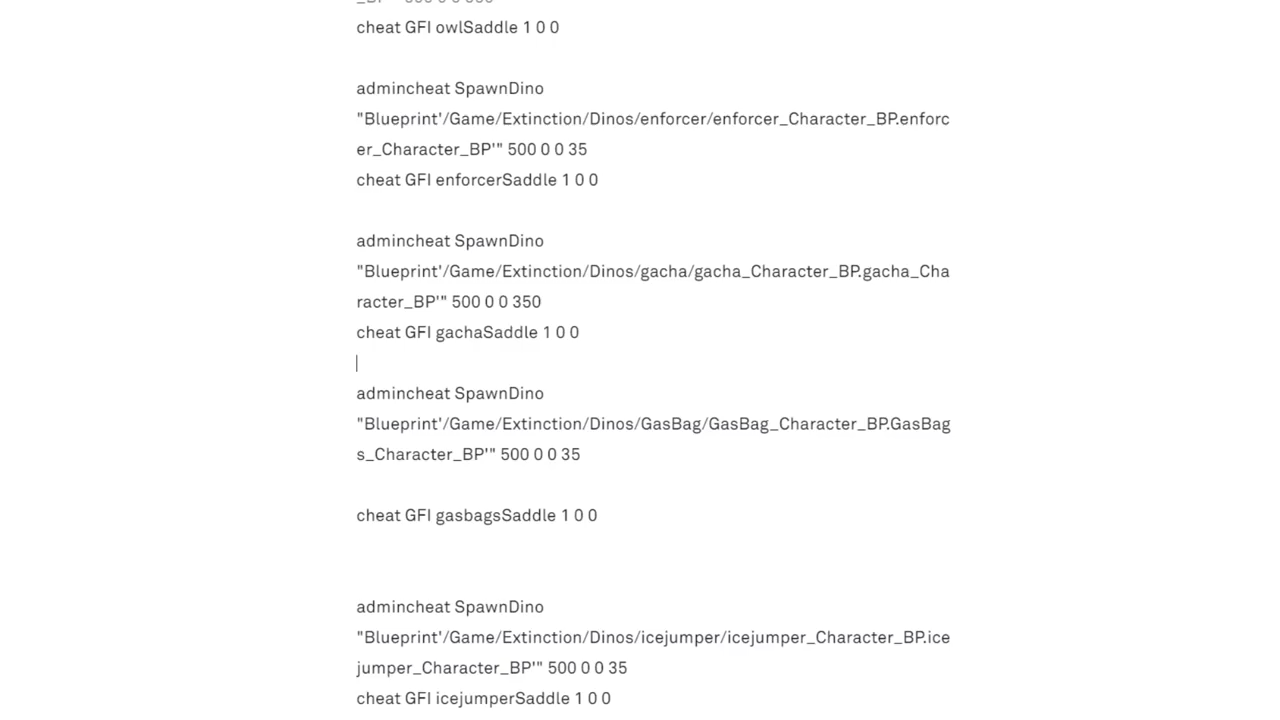 cheat GFI owlSaddle 1 0 0
admincheat SpawnDino
"Blueprint'/Game/Extinction/Dinos/enforcer/enforcer_Character_BP.enforc
er_Character_BP'" 500 0 0 35
cheat GFI enforcerSaddle 1 0 0
admincheat SpawnDino
"Blueprint'/Game/Extinction/Dinos/gacha/gacha_Character_BP.gacha_Cha
racter_BP'" 500 0 0 350
cheat GFI gachaSaddle 1 0 0
admincheat SpawnDino
"Blueprint'/Game/Extinction/Dinos/GasBag/GasBag_Character_BP.GasBag
s_Character_BP'" 500 0 0 35
cheat GFI gasbagsSaddle 1 0 0
admincheat SpawnDino
"Blueprint'/Game/Extinction/Dinos/icejumper/icejumper_Character_BP.ice
jumper_Character_BP'" 500 0 0 35
cheat GFI icejumperSaddle 1 0 0